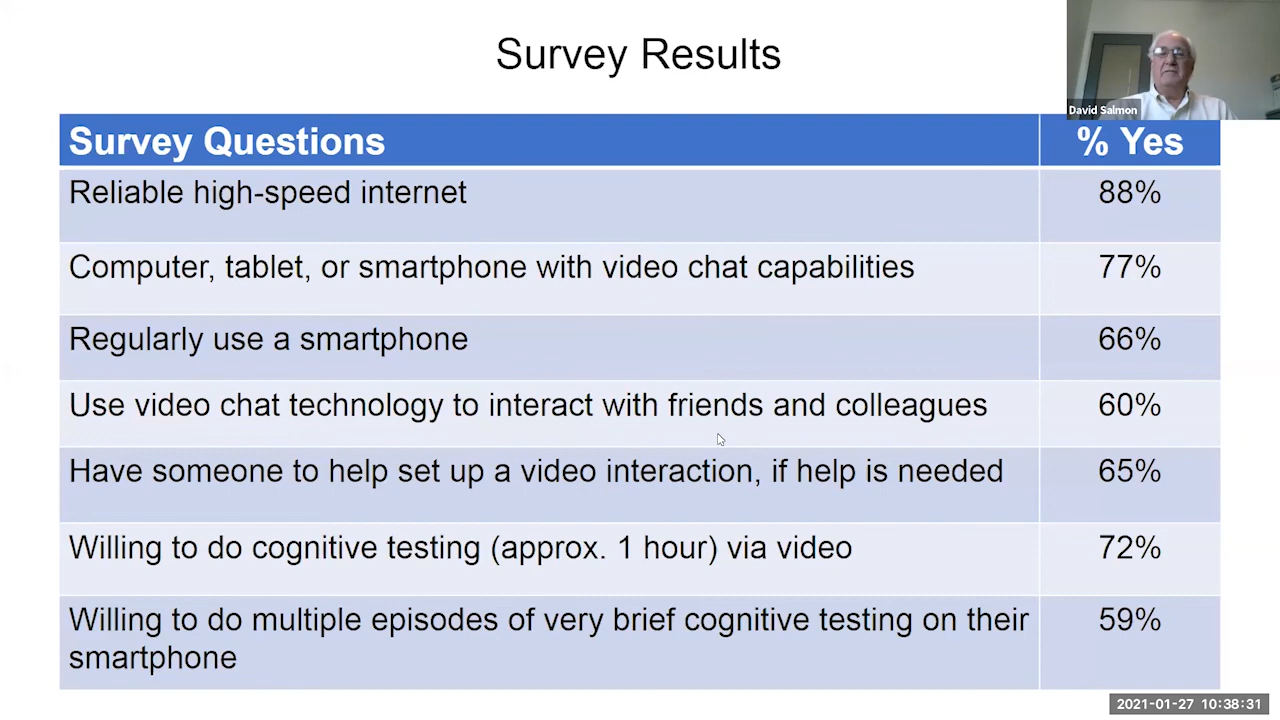 Survey Results
David Salmon
Survey Questions % Yes
Reliable high-speed internet 88%
Computer, tablet, or smartphone with video chat capabilities 77%
Regularly use a smartphone 66%
Use video chat technology to interact with friends and colleagues 60%
Have someone to help set up a video interaction, if help is needed 65%
Willing to do cognitive testing (approx. 1 hour) via video 72%
Willing to do multiple episodes of very brief cognitive testing on their 59%
smartphone
2021-01-27 10:38:31